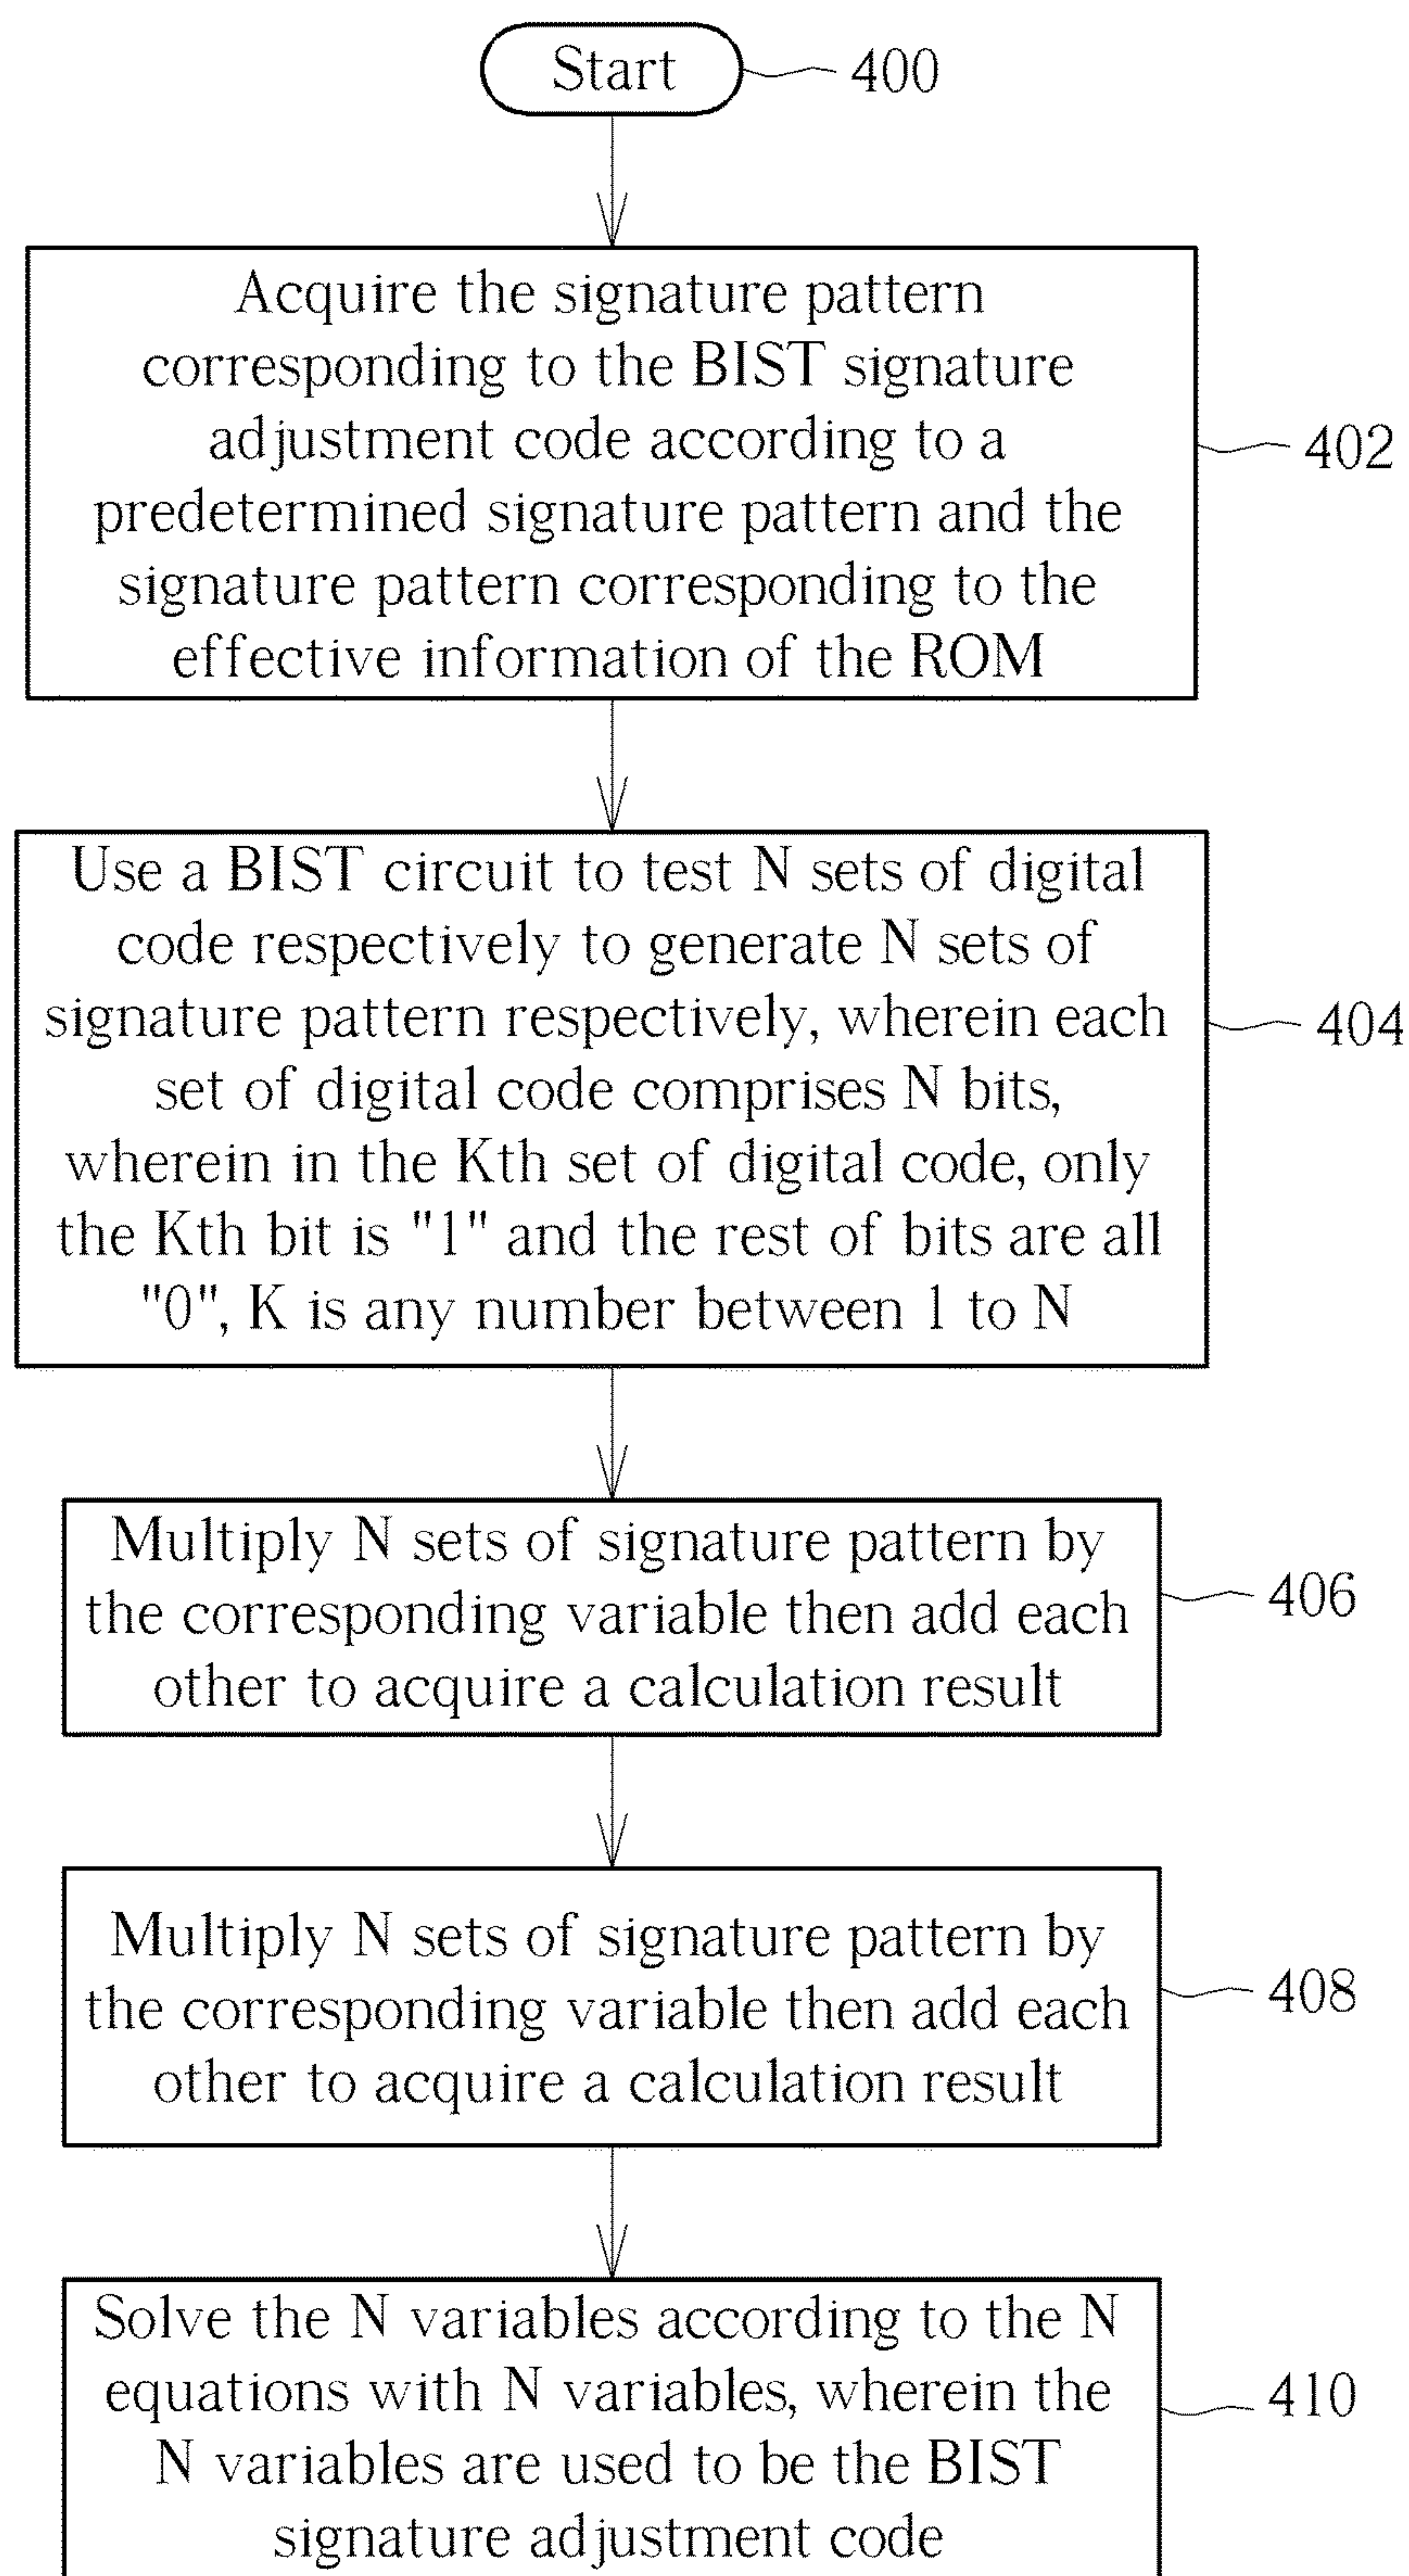 Start
400
Acquire the signature pattern
corresponding to the BIST signature
adjustment code according to a
predetermined signature pattern and the
signature pattern corresponding to the
effective information of the ROM
402
Use a BIST circuit to test N sets of digital
code respectively to generate N sets of
signature pattern respectively, wherein each
set of digital code comprises N bits,
wherein in the Kth set of digital code, only
the Kth bit is "1" and the rest of bits are all
"0", K is any number between 1 to N
404
Multiply N sets of signature pattern by
the corresponding variable then add each
other to acquire a calculation result
406
Multiply N sets of signature pattern by
the corresponding variable then add each
other to acquire a calculation result
408
Solve the N variables according to the N
equations with N variables, wherein the
N variables are used to be the BIST
signature adjustment code
410